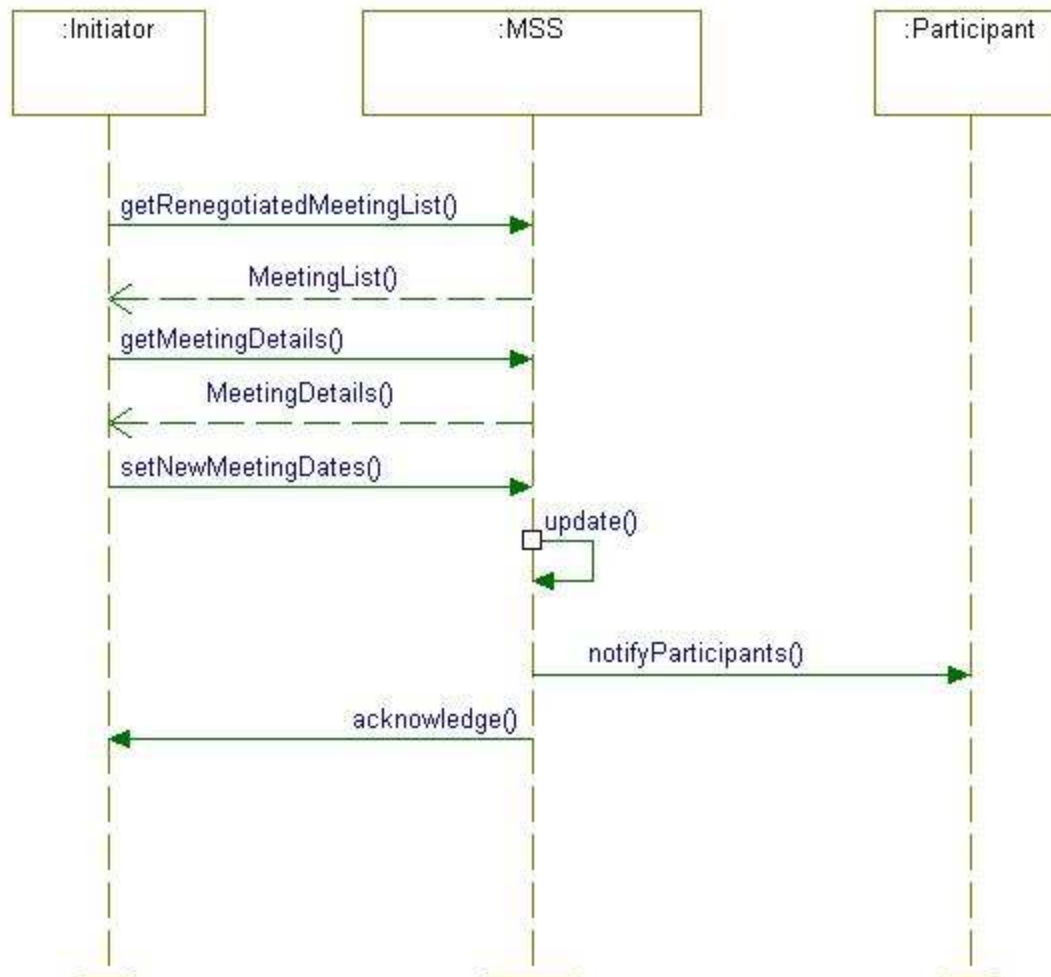 :Initiator
:MSS
:Participant
getRenegotiatedMeetingList()
MeetingList()
getMeetingDetails()
MeetingDetails()
setNewMeetingDates()
update()
notifyParticipants()
acknowledge()